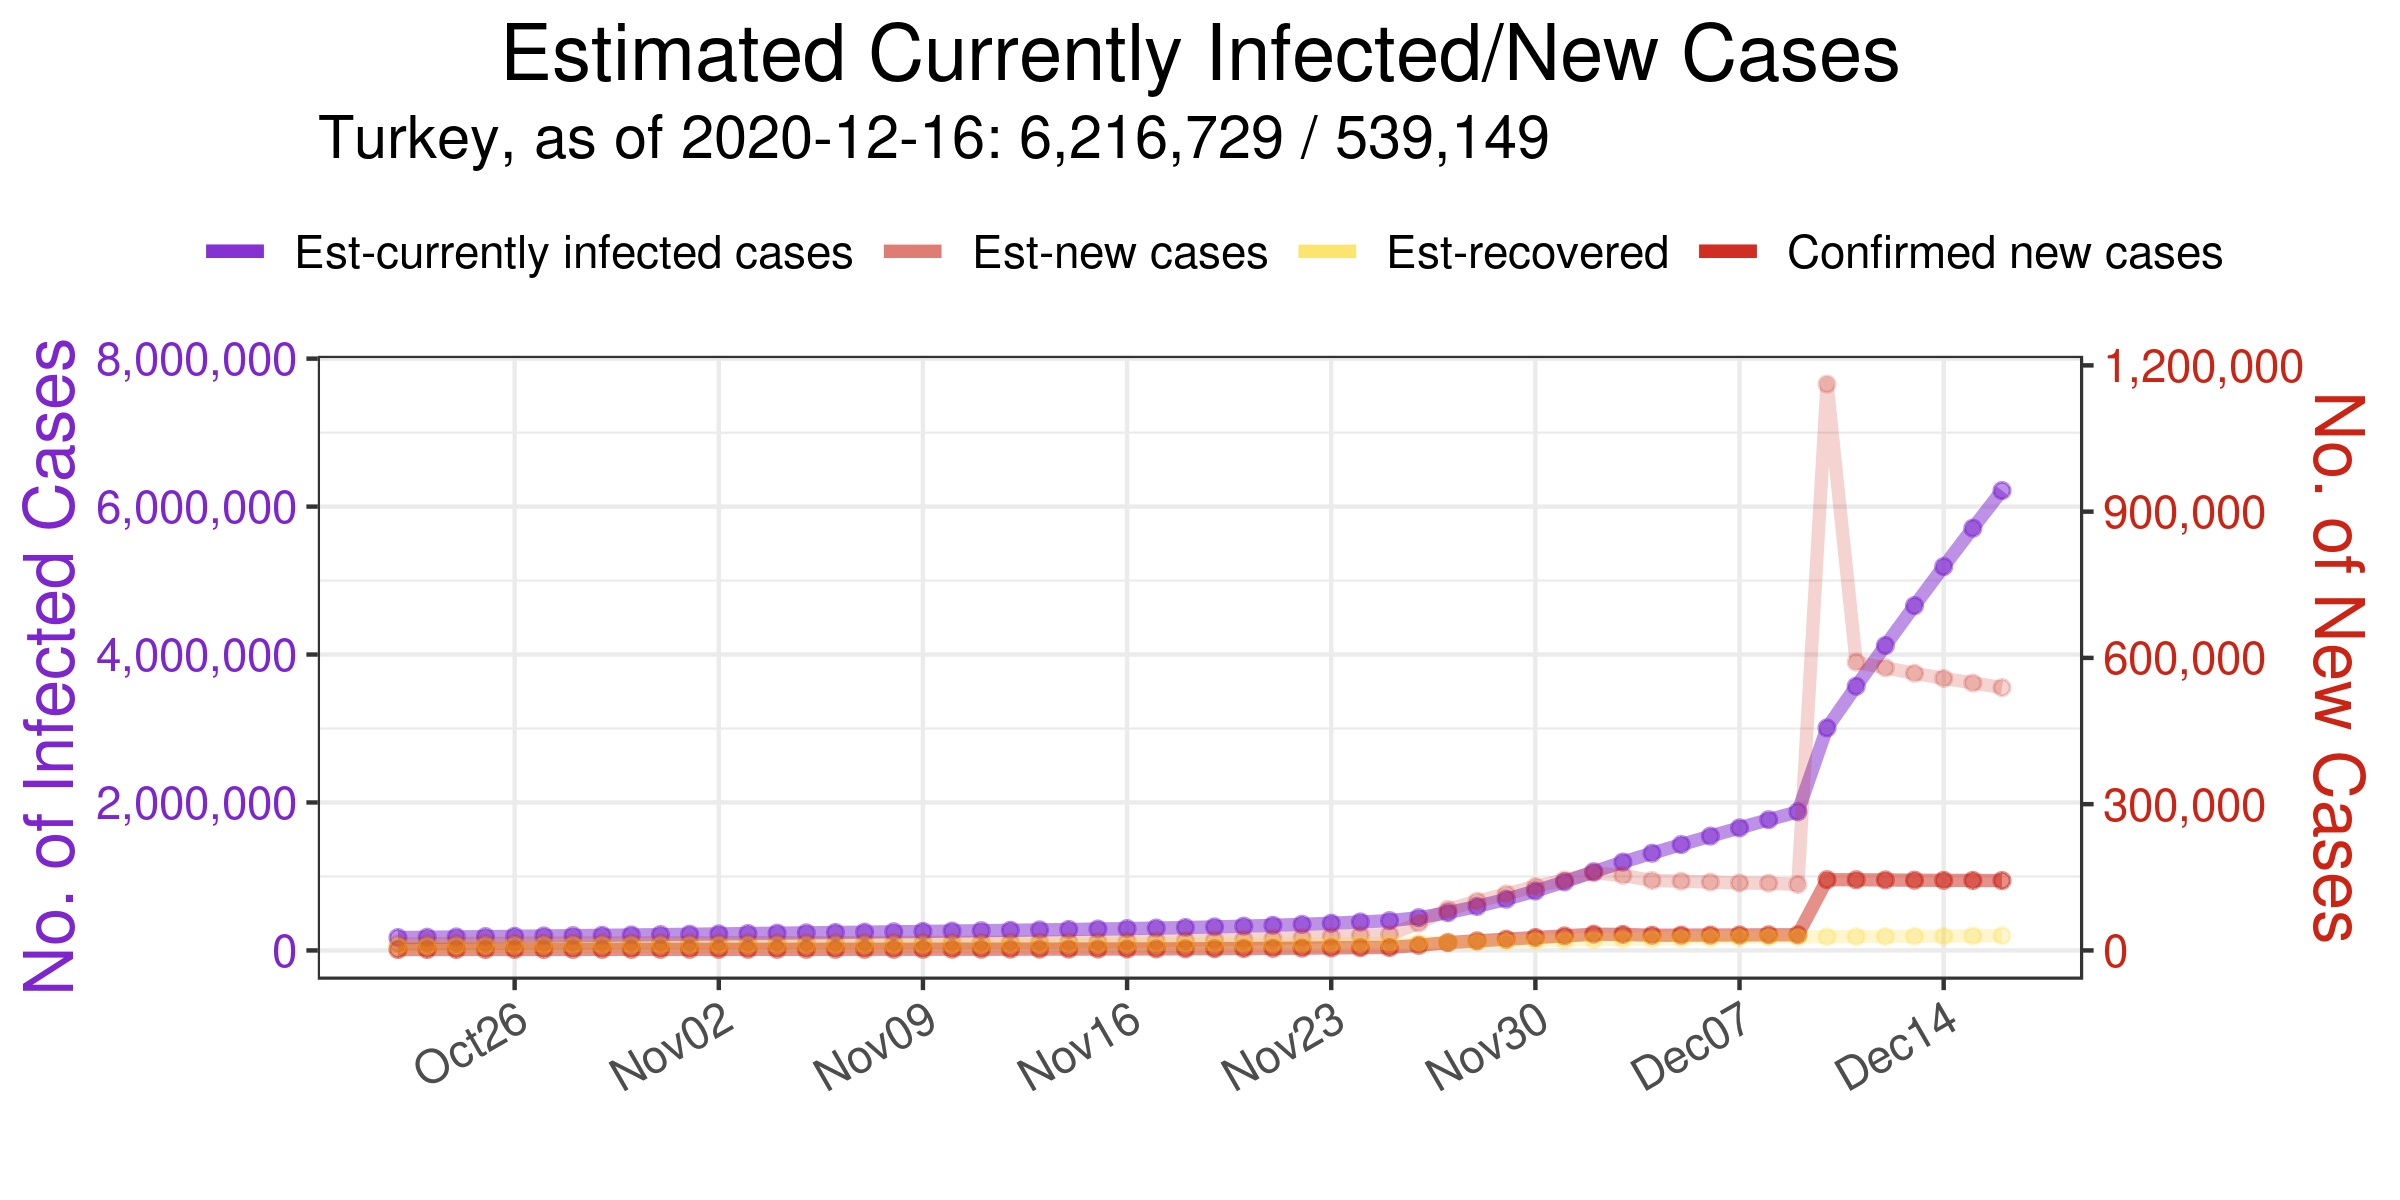 Estimated Currently Infected/New Cases
Turkey, as of 2020-12-16: 6,216,729 / 539,149
Est-currently infected cases Est-new cases Est-recovered Confirmed new cases
No. of Infected Cases
8,000,000
6,000,000
4,000,000
2,000,000
0
1,200,000
900,000
600,000
300,000
0
No. of New Cases
Oct26 Nov02 Nov09 Nov16 Nov23 Nov30 Dec07 Dec14